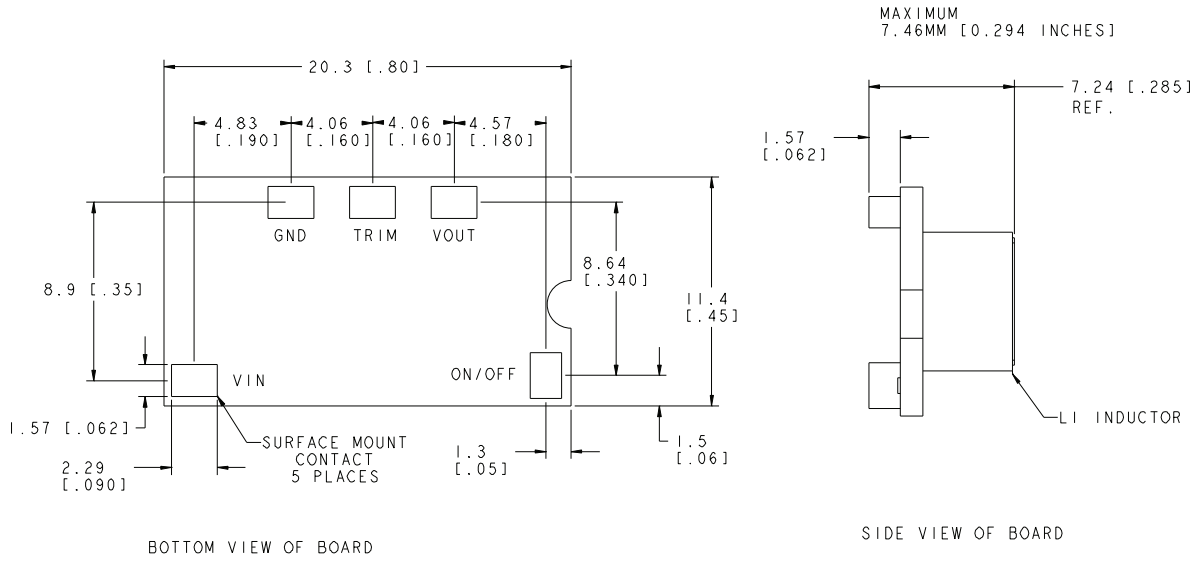 MAXIMUM
7.46MM [0.294 INCHES]
20.3 [.80]
7.24 [.285]
REF.
4.83
[.190]
4.06
[.160]
4.06
[.160]
4.57
[.180]
1.57
[.062]
GND
TRIM
VOUT
8.9 [.35]
8.64
[.340]
11.4
[.45]
VIN
ON/OFF
1.57 [.062]
SURFACE MOUNT
CONTACT
5 PLACES
2.29
[.090]
1.3
[.05]
1.5
[.06]
L1 INDUCTOR
BOTTOM VIEW OF BOARD
SIDE VIEW OF BOARD